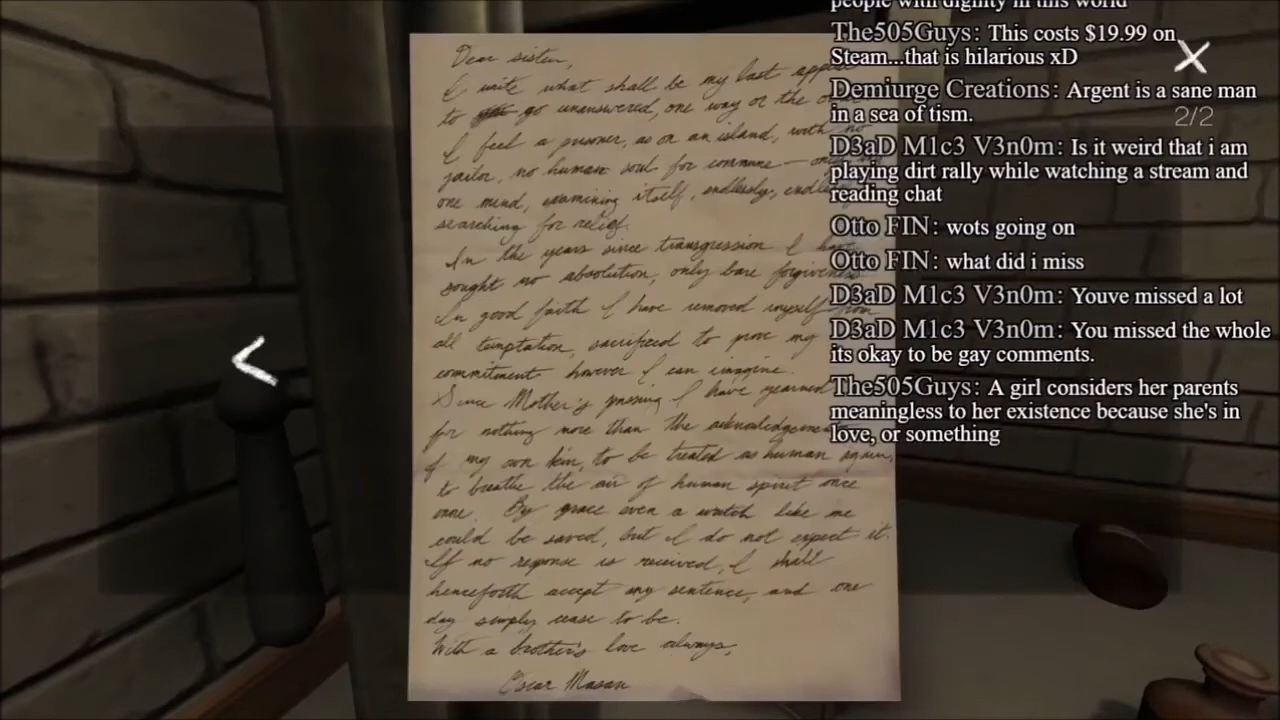 Dear sister,
I write what shall be my last
to go unanswered, one way or the
I feel a prisoner, as on an island, with no
jailor, no human soul for commune — only
one mind, examining itself, endlessly,
searching for relief.
In the years since transgression I have
sought no absolution, only bare forgiveness
In good faith I have removed myself from
all temptation, sacrificed to prove my
commitment however I can imagine.
Since Mother's passing I have yearned
for nothing more than the acknowledgement
of my own kin, to be treated as human again,
to breathe the air of human spirit once
more. By grace even a wretch like me
could be saved, but I do not expect it.
If no reponse is received, I shall
henceforth accept my sentence, and one
day simply cease to be.
With a brother's love always,
Oscar Masan
people with dignity in this world
The505Guys: This costs $19.99 on
Steam...that is hilarious xD
Demiurge Creations: Argent is a sane man
in a sea of tism.
D3aD M1c3 V3n0m: Is it weird that i am
playing dirt rally while watching a stream and
reading chat
Otto FIN: wots going on
Otto FIN: what did i miss
D3aD M1c3 V3n0m: Youve missed a lot
D3aD M1c3 V3n0m: You missed the whole
its okay to be gay comments.
The505Guys: A girl considers her parents
meaningless to her existence because she's in
love, or something
2/2